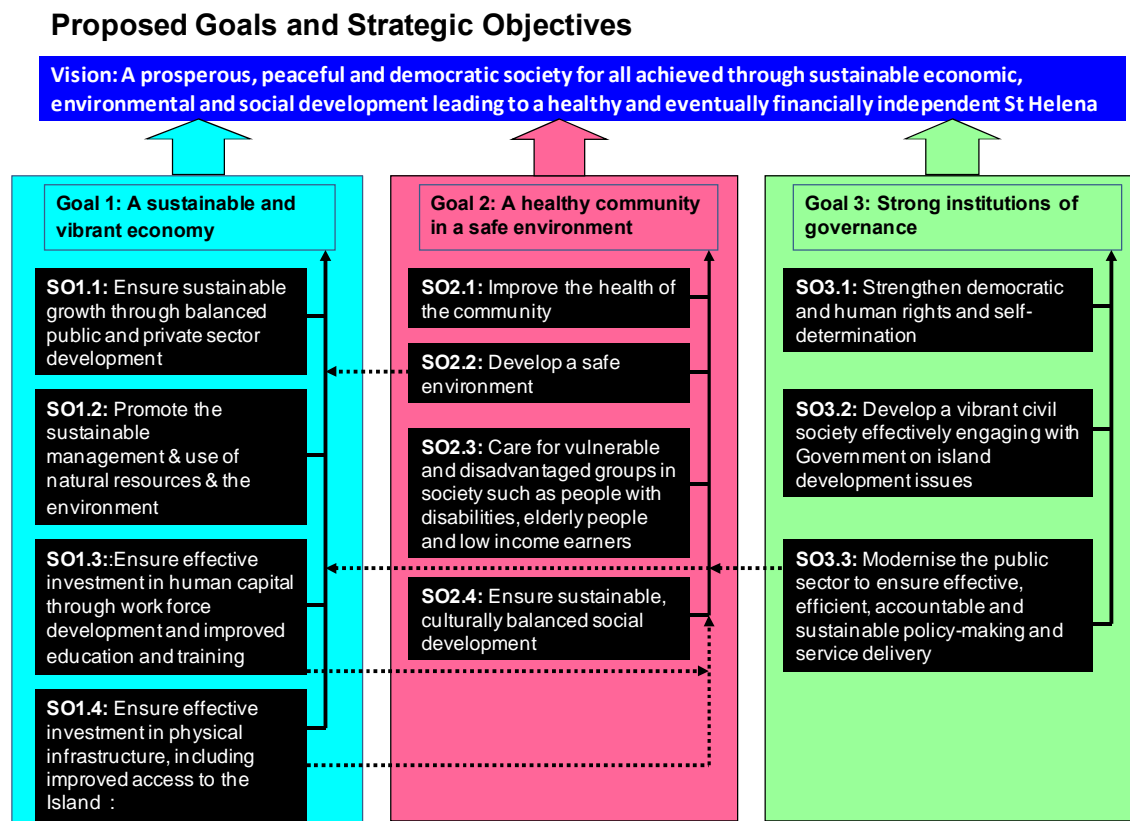 Proposed Goals and Strategic Objectives
Vision: A prosperous, peaceful and democratic society for all achieved through sustainable economic,
environmental and social development leading to a healthy and eventually financially independent St Helena
Goal 1: A sustainable and
vibrant economy
SO1.1: Ensure sustainable
growth through balanced
public and private sector
development
SO1.2: Promote the
sustainable
management & use of
natural resources & the
environment
SO1.3::Ensure effective
investment in human capital
through work force
development and improved
education and training
SO1.4: Ensure effective
investment in physical
infrastructure, including
improved access to the
Island :
Goal 2: A healthy community
in a safe environment
SO2.1: Improve the health of
the community
SO2.2: Develop a safe
environment
SO2.3: Care for vulnerable
and disadvantaged groups in
society such as people with
disabilities, elderly people
and low income earners
SO2.4: Ensure sustainable,
culturally balanced social
development
Goal 3: Strong institutions of
governance
SO3.1: Strengthen democratic
and human rights and self-
determination
SO3.2: Develop a vibrant civil
society effectively engaging with
Government on island
development issues
SO3.3: Modernise the public
sector to ensure effective,
efficient, accountable and
sustainable policy-making and
service delivery